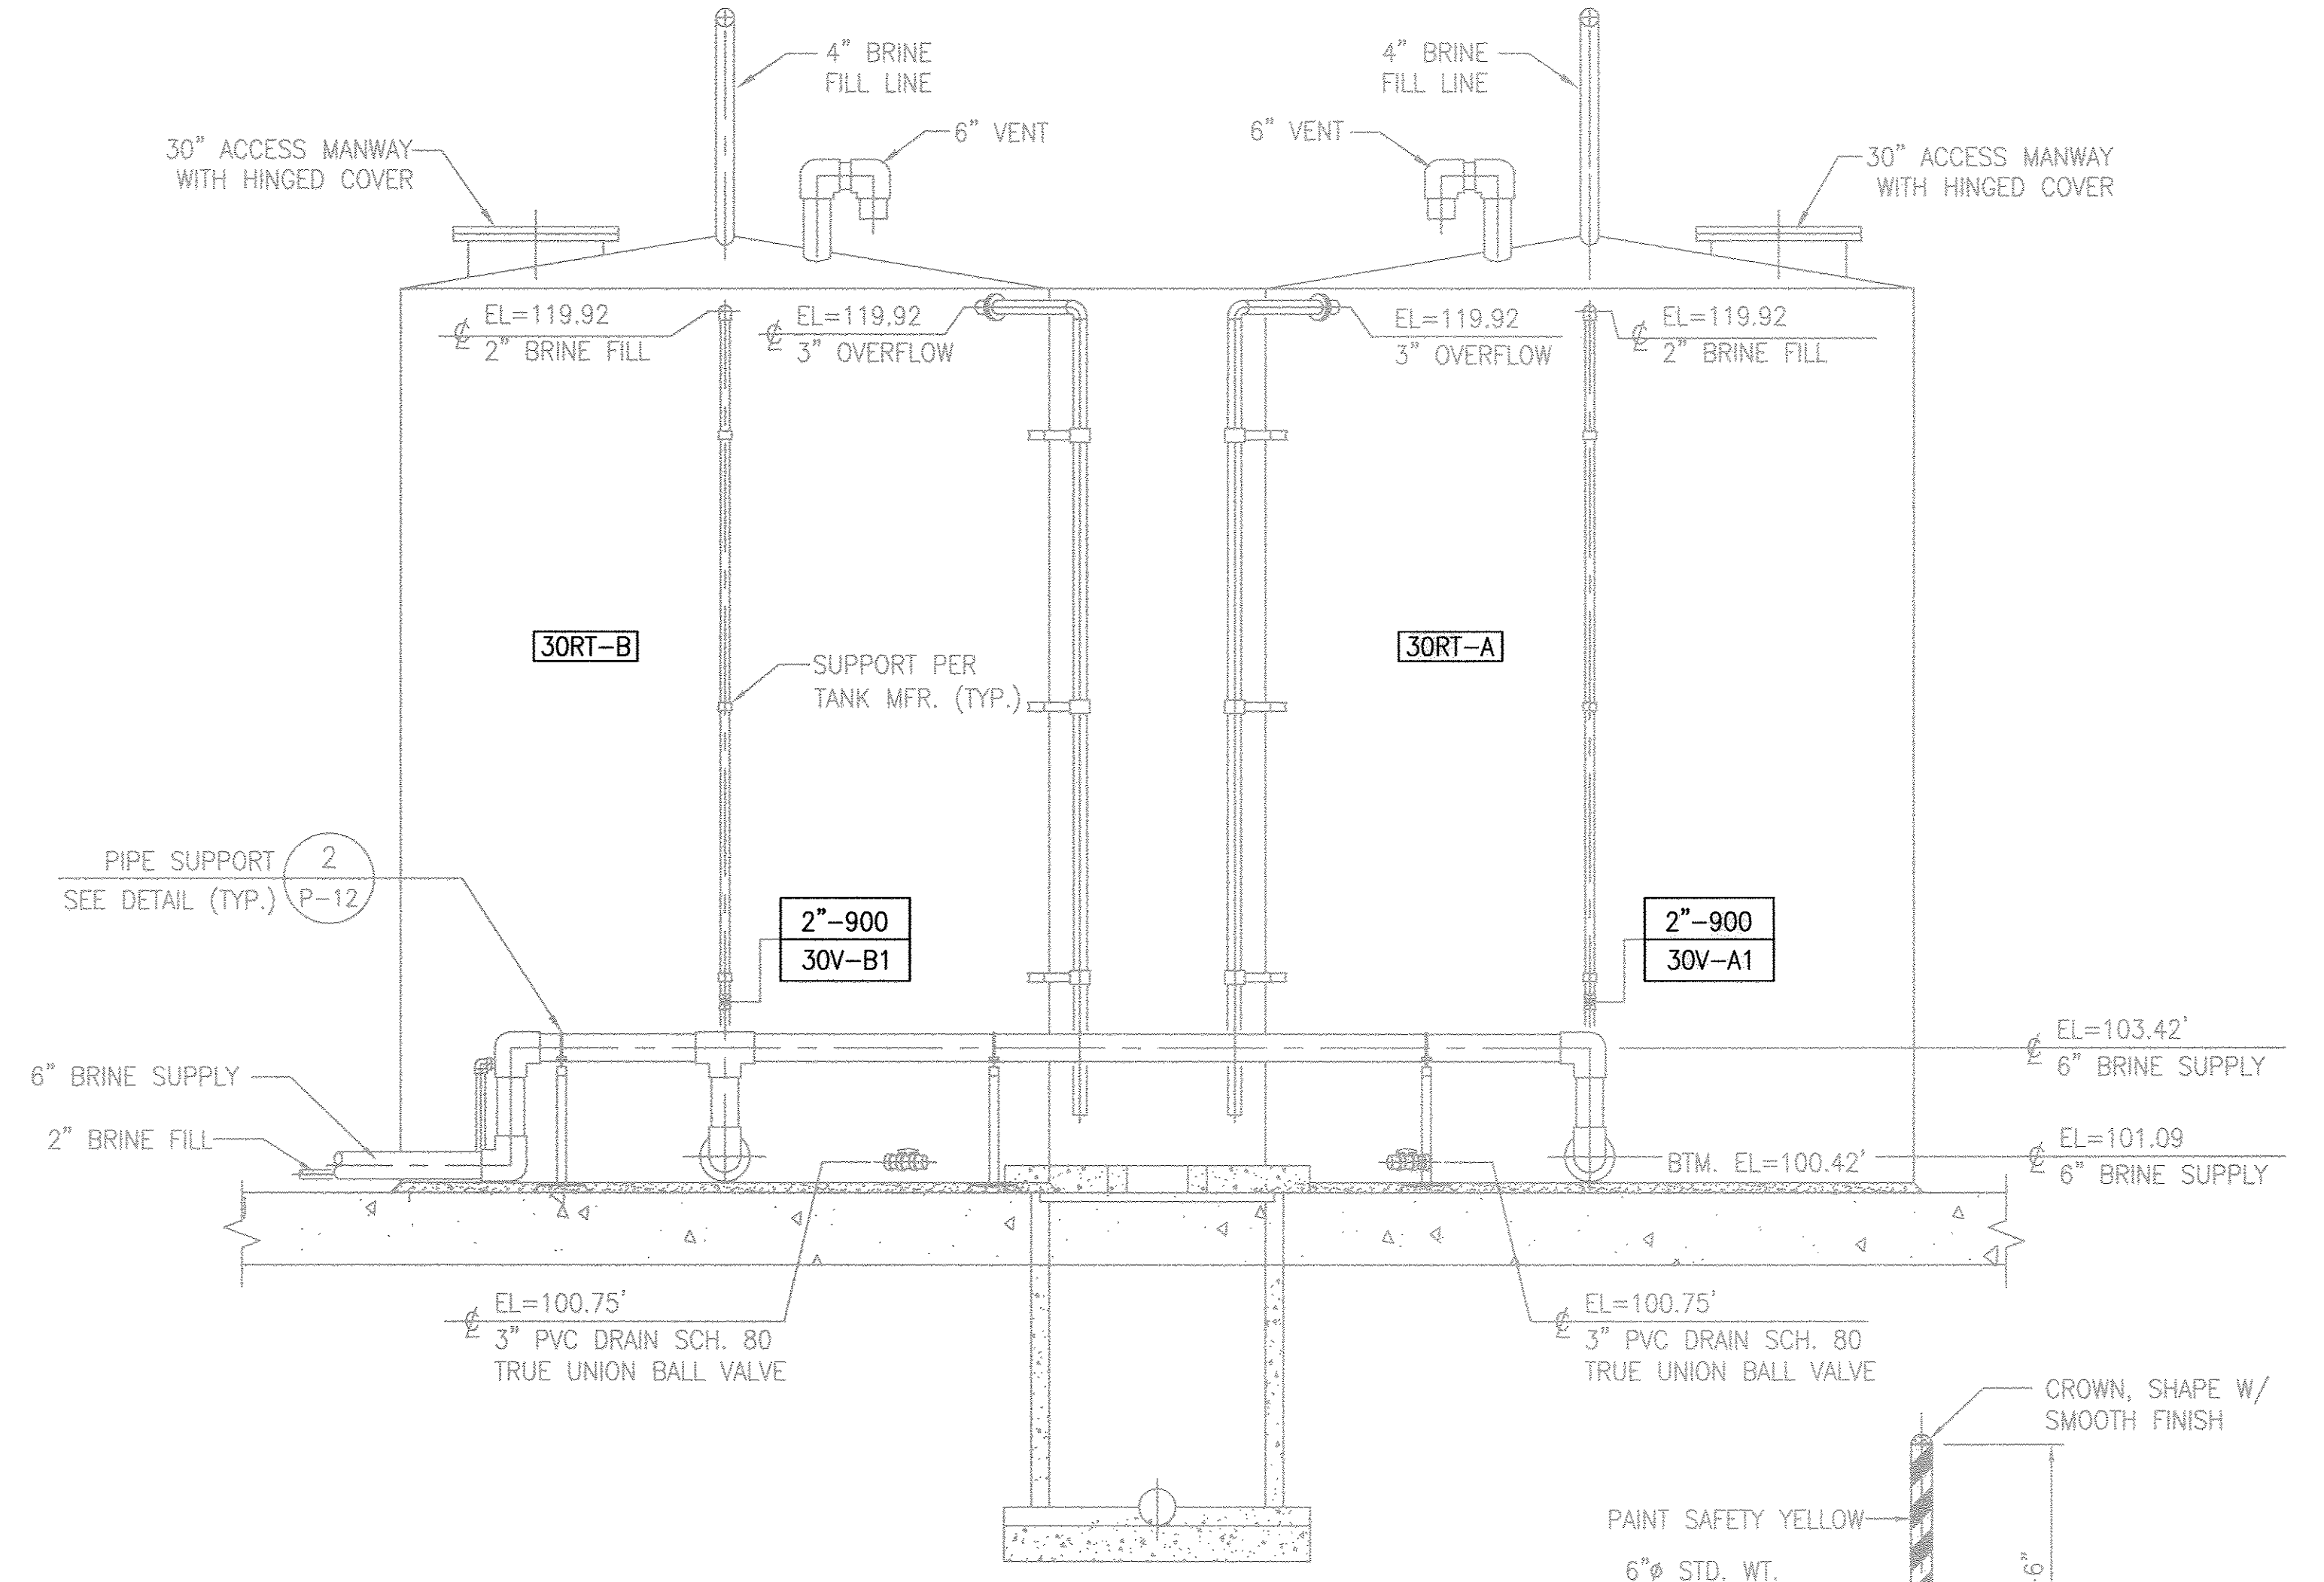 4" BRINE
FILL LINE
4" BRINE
FILL LINE
6" VENT
6" VENT
30" ACCESS MANWAY
WITH HINGED COVER
30" ACCESS MANWAY
WITH HINGED COVER
℄ EL=119.92
2" BRINE FILL
℄ EL=119.92
3" OVERFLOW
EL=119.92
3" OVERFLOW
℄ EL=119.92
2" BRINE FILL
30RT-B
30RT-A
SUPPORT PER
TANK MFR. (TYP.)
PIPE SUPPORT
SEE DETAIL (TYP.)
2
P-12
2"-900
30V-B1
2"-900
30V-A1
℄ EL=103.42'
6" BRINE SUPPLY
6" BRINE SUPPLY
2" BRINE FILL
BTM. EL=100.42'
℄ EL=101.09
6" BRINE SUPPLY
℄ EL=100.75'
3" PVC DRAIN SCH. 80
TRUE UNION BALL VALVE
℄ EL=100.75'
3" PVC DRAIN SCH. 80
TRUE UNION BALL VALVE
CROWN, SHAPE W/
SMOOTH FINISH
PAINT SAFETY YELLOW
6"ø STD. WT.
-6"